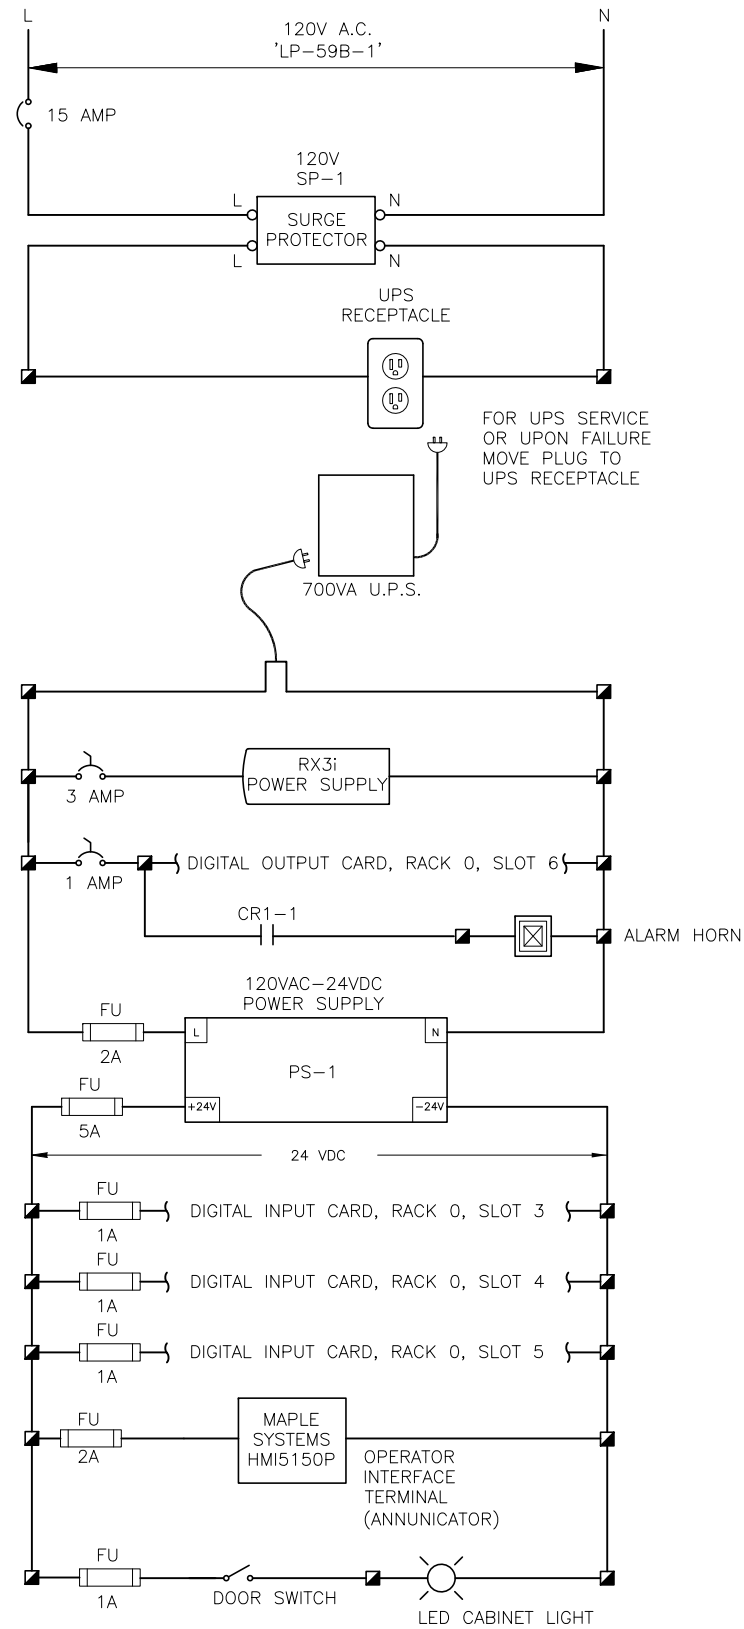 L
N
120V A.C.
'LP-59B-1'
15 AMP
120V
SP-1
L
N
SURGE
PROTECTOR
L
N
UPS
RECEPTACLE
FOR UPS SERVICE
OR UPON FAILURE
MOVE PLUG TO
UPS RECEPTACLE
700VA U.P.S.
RX3i
POWER SUPPLY
3 AMP
DIGITAL OUTPUT CARD, RACK 0, SLOT 6
1 AMP
CR1-1
ALARM HORN
120VAC-24VDC
POWER SUPPLY
FU
L
N
2A
PS-1
FU
+24V
-24V
5A
24 VDC
FU
DIGITAL INPUT CARD, RACK 0, SLOT 3
1A
FU
DIGITAL INPUT CARD, RACK 0, SLOT 4
1A
FU
DIGITAL INPUT CARD, RACK 0, SLOT 5
1A
FU
2A
MAPLE
SYSTEMS
HMI5150P
OPERATOR
INTERFACE
TERMINAL
(ANNUNICATOR)
FU
1A
DOOR SWITCH
LED CABINET LIGHT